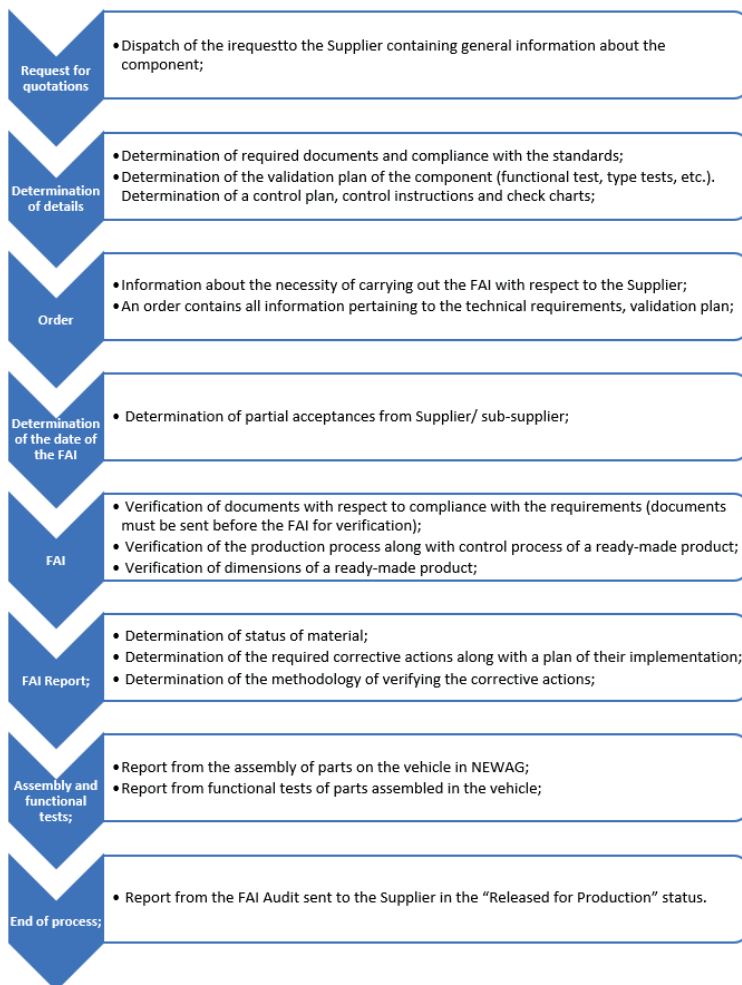 Request for
quotations
•Dispatch of the irequestto the Supplier containing general information about the
component;
Determination
of details
•Determination of required documents and compliance with the standards;
•Determination of the validation plan of the component (functional test, type tests, etc.).
Determination of a control plan, control instructions and check charts;
Order
•Information about the necessity of carrying out the FAI with respect to the Supplier;
•An order contains all information pertaining to the technical requirements, validation plan;
Determination
of the date of
the FAI
• Determination of partial acceptances from Supplier/ sub-supplier;
FAI
• Verification of documents with respect to compliance with the requirements (documents
must be sent before the FAI for verification);
• Verification of the production process along with control process of a ready-made product;
• Verification of dimensions of a ready-made product;
FAI Report;
• Determination of status of material;
• Determination of the required corrective actions along with a plan of their implementation;
• Determination of the methodology of verifying the corrective actions;
Assembly and
functional
tests;
•Report from the assembly of parts on the vehicle in NEWAG;
•Report from functional tests of parts assembled in the vehicle;
End of process;
• Report from the FAI Audit sent to the Supplier in the “Released for Production” status.